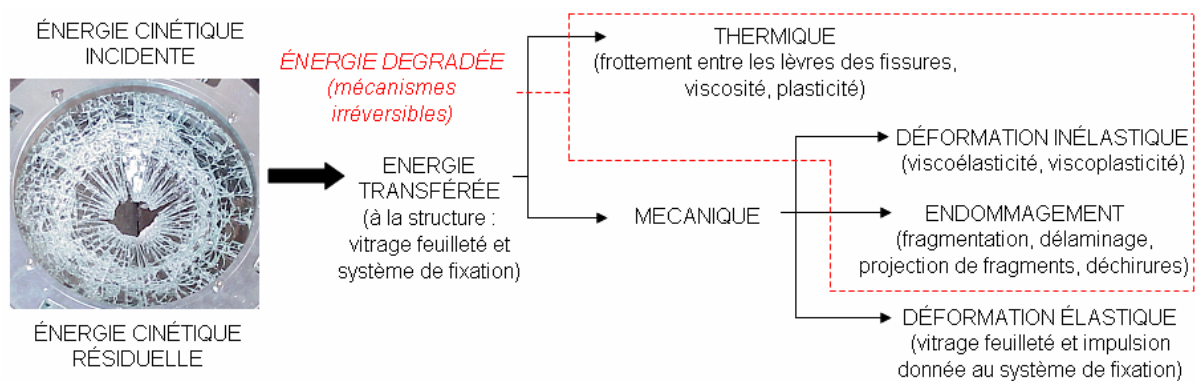 ÉNERGIE CINÉTIQUE
INCIDENTE
ÉNERGIE CINÉTIQUE
RÉSIDUELLE
ÉNERGIE DEGRADÉE
(mécanismes
irréversibles)
ENERGIE
TRANSFÉRÉE
(à la structure :
vitrage feuilleté et
système de fixation)
THERMIQUE
(frottement entre les lèvres des fissures,
viscosité, plasticité)
MECANIQUE
DÉFORMATION INÉLASTIQUE
(viscoélasticité, viscoplasticité)
ENDOMMAGEMENT
(fragmentation, délaminage,
projection de fragments, déchirures)
DÉFORMATION ÉLASTIQUE
(vitrage feuilleté et impulsion
donnée au système de fixation)